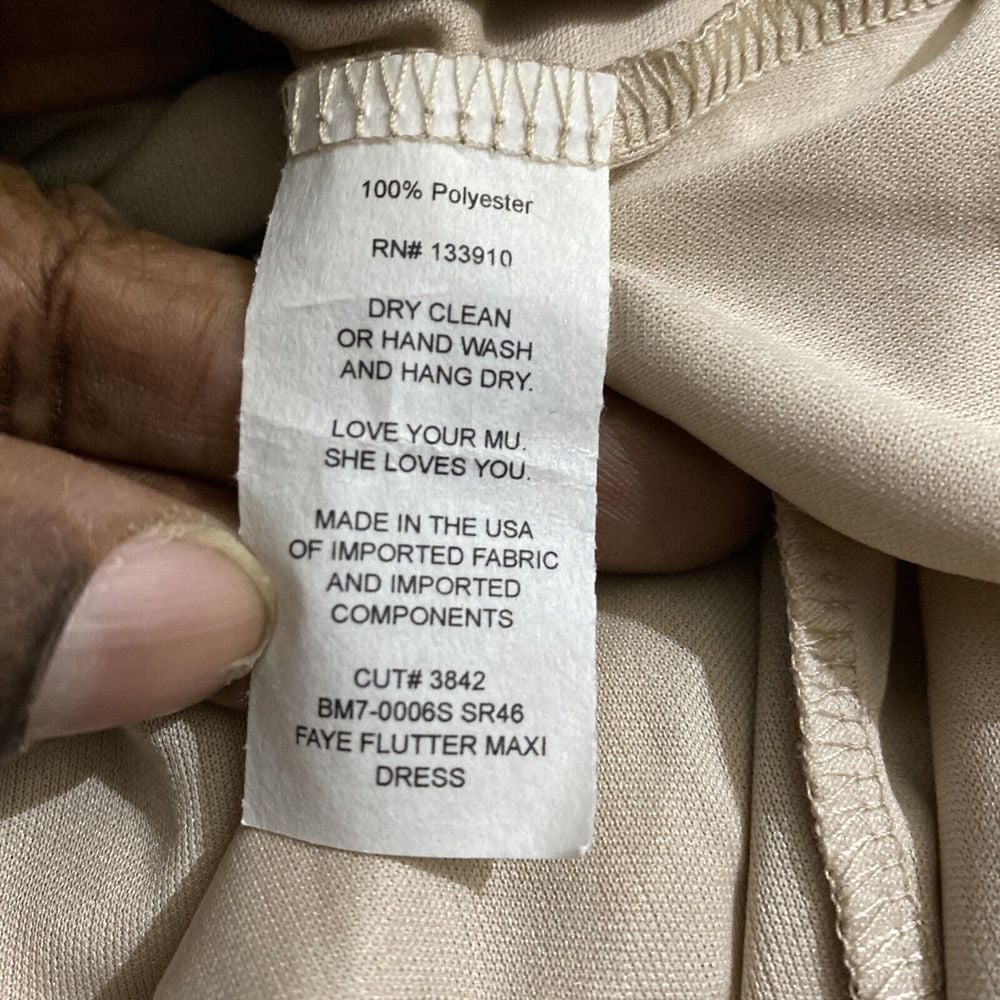 100% Polyester
RN# 133910
DRY CLEAN
OR HAND WASH
AND HANG DRY.
LOVE YOUR MU.
SHE LOVES YOU.
MADE IN THE USA
OF IMPORTED FABRIC
AND IMPORTED
COMPONENTS
CUT# 3842
BM7-0006S SR46
FAYE FLUTTER MAXI
DRESS